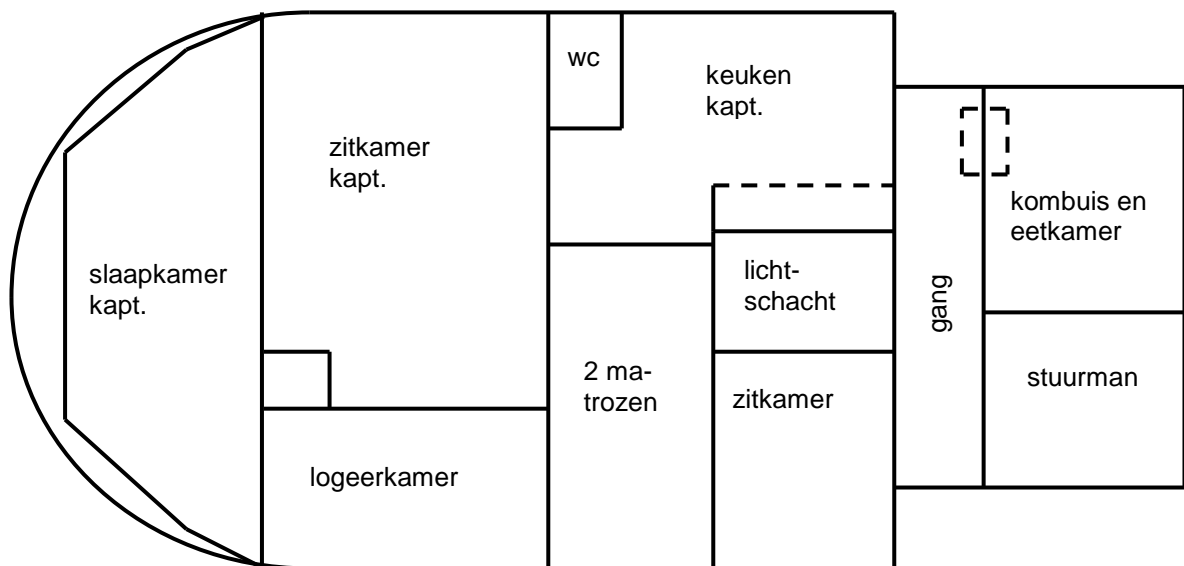 slaapkamer
kapt.
zitkamer
kapt.
logeerkamer
wc
keuken
kapt.
2 ma-
trozen
licht-
schacht
zitkamer
gang
kombuis en
eetkamer
stuurman